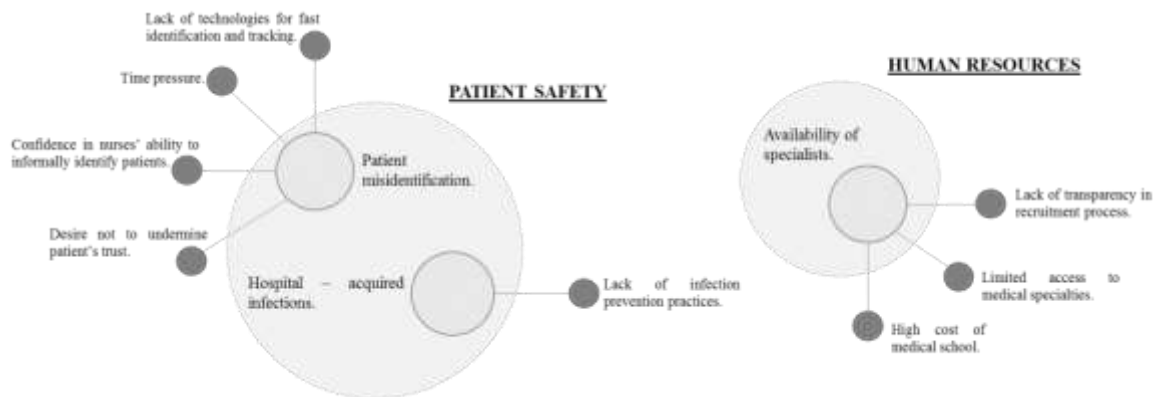 Lack of technologies for fast
identification and tracking.
Time pressure.
Confidence in nurses' ability to
informally identify patients.
Desire not to undermine
patient's trust.
PATIENT SAFETY
Patient
misidentification.
Hospital – acquired
infections.
Lack of infection
prevention practices.
HUMAN RESOURCES
Availability of
specialists.
Lack of transparency in
recruitment process.
Limited access to
medical specialties.
High cost of
medical school.